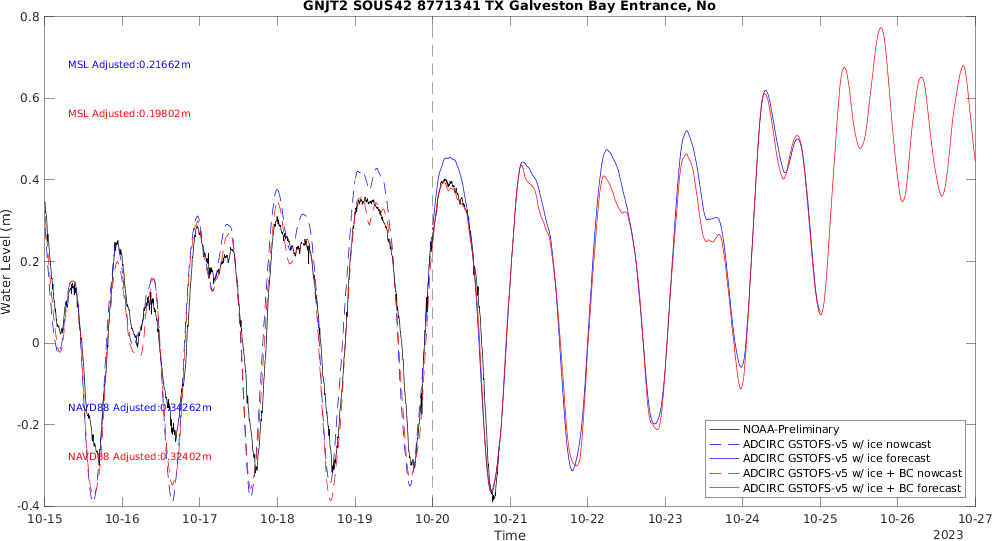 GNJT2 SOUS42 8771341 TX Galveston Bay Entrance, No
Water Level (m)
0.8
0.6
0.4
0.2
0
-0.2
-0.4
MSL Adjusted:0.21662m
MSL Adjusted:0.19802m
NAVD88 Adjusted:0.34262m
NAVD88 Adjusted:0.32402m
NOAA-Preliminary
ADCIRC GSTOFS-v5 w/ ice nowcast
ADCIRC GSTOFS-v5 w/ ice forecast
ADCIRC GSTOFS-v5 w/ ice + BC nowcast
ADCIRC GSTOFS-v5 w/ ice + BC forecast
10-15 10-16 10-17 10-18 10-19 10-20 10-21 10-22 10-23 10-24 10-25 10-26 10-27
Time
2023